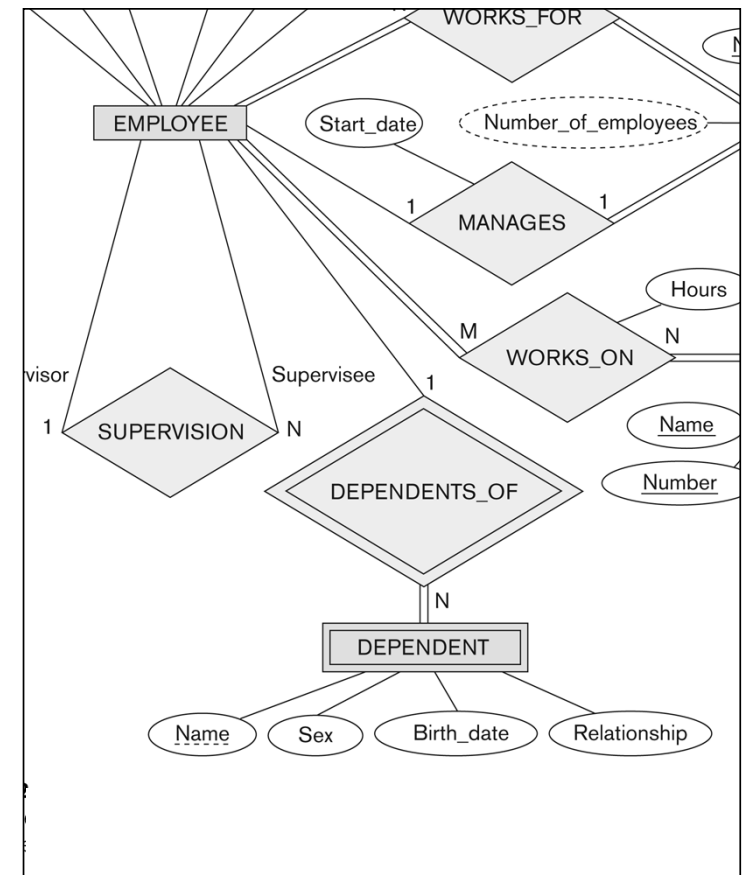 WORKS_FOR
N
EMPLOYEE
Start_date
Number_of_employees
1
1
MANAGES
Hours
M
N
WORKS_ON
visor
Supervisee
1
1
SUPERVISION
N
Name
DEPENDENTS_OF
Number
N
DEPENDENT
Name
Sex
Birth_date
Relationship